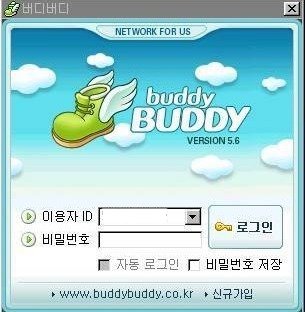 버디버디
NETWORK FOR US
buddy
BUDDY
VERSION 5.6
이용자 ID
비밀번호
로그인
자동 로그인 비밀번호 저장
www.buddybuddy.co.kr 신규가입